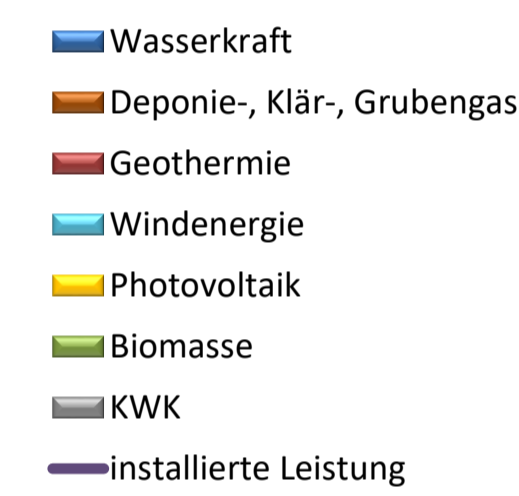 Wasserkraft
Deponie-, Klär-, Grubengas
Geothermie
Windenergie
Photovoltaik
Biomasse
KWK
installierte Leistung